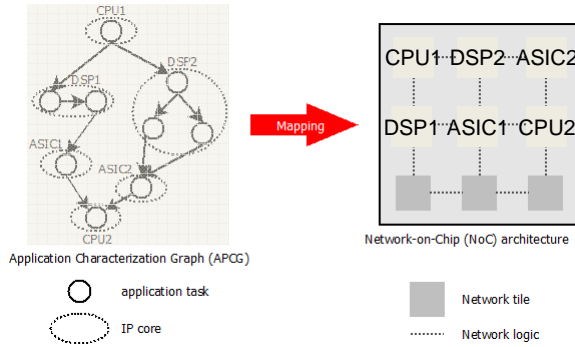 CPU1
DSP2
DSP1
ASIC1
ASIC2
CPU2
Mapping
CPU1 DSP2 ASIC2
DSP1 ASIC1 CPU2
Application Characterization Graph (APCG)
Network-on-Chip (NoC) architecture
application task
IP core
Network tile
Network logic